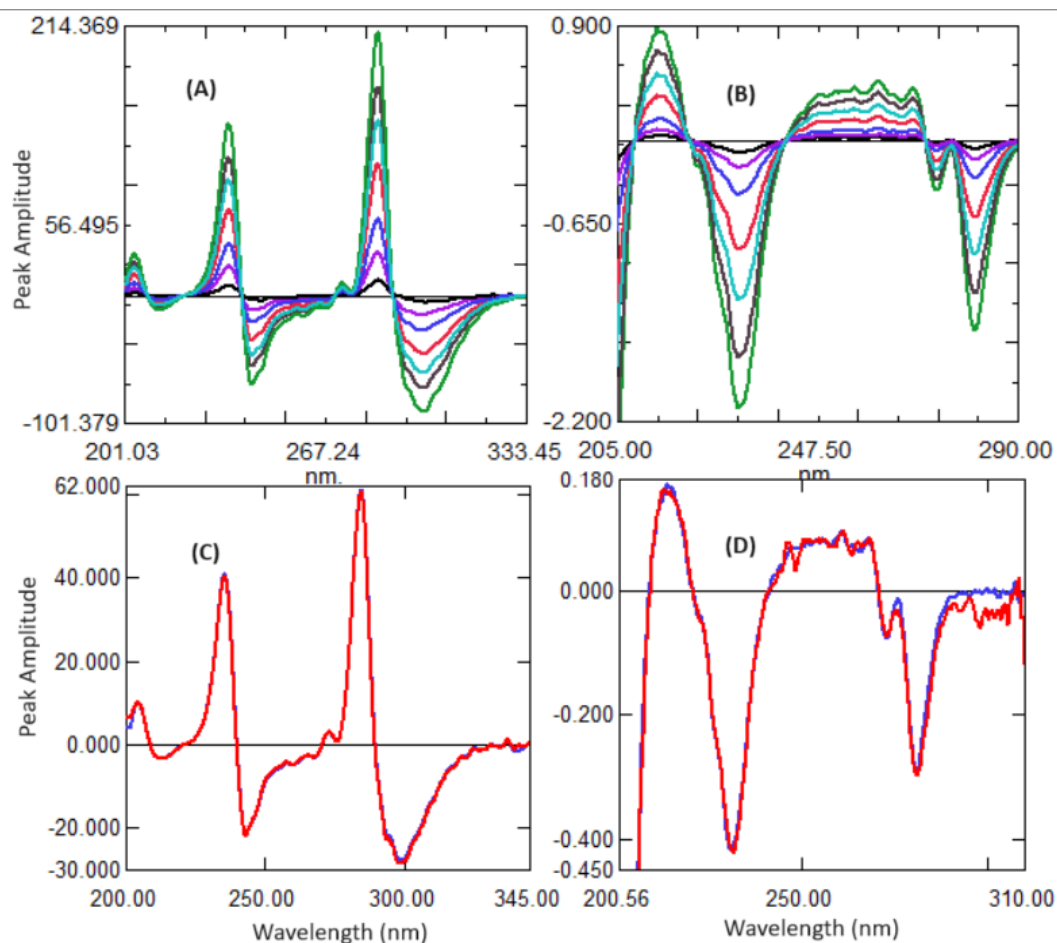 214.369
56.495
-101.379
201.03 267.24 333.45
nm.
(A)
Peak Amplitude
0.900
-0.650
-2.200
205.00 247.50 290.00
nm
(B)
62.000
40.000
20.000
0.000
-20.000
-30.000
200.00 250.00 300.00 345.00
(C)
Peak Amplitude
Wavelength (nm)
0.180
0.000
-0.200
-0.400
-0.450
200.56 250.00 310.00
(D)
Wavelength (nm)